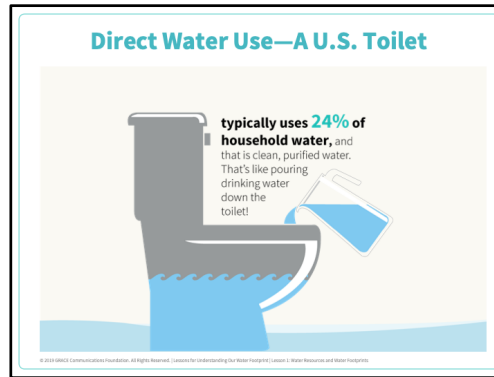 Direct Water Use—A U.S. Toilet
typically uses 24% of
household water, and
that is clean, purified water.
That's like pouring
drinking water
down the
toilet!
© 2019 GRACE Communications Foundation. All Rights Reserved. | Lessons for Understanding Our Water Footprint | Lesson 1: Water Resources and Water Footprints